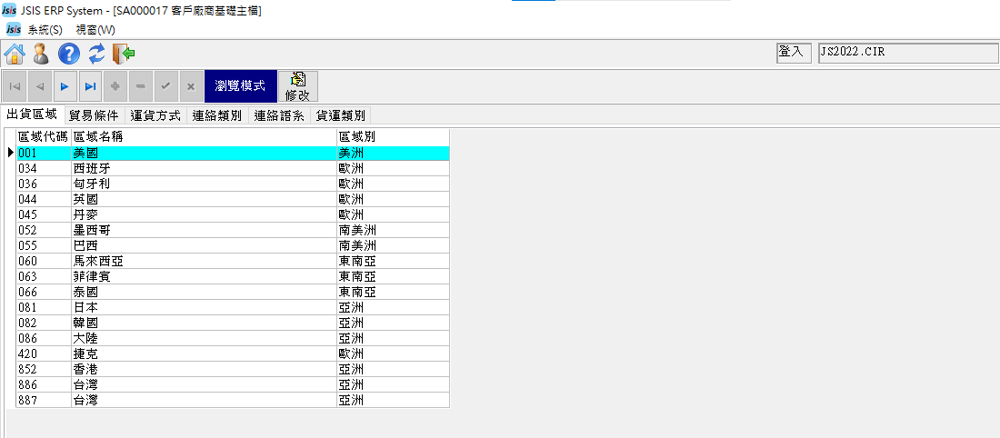 jsis JSIS ERP System - [SA000017 客戶廠商基礎主檔]
jsis 系統(S) 視窗(W)
登入 JS2022.CIR
瀏覽模式 修改
出貨區域 貿易條件 運貨方式 連絡類別 連絡語系 貨運類別
區域代碼 區域名稱 區域別
001 美國 美洲
034 西班牙 歐洲
036 匈牙利 歐洲
044 英國 歐洲
045 丹麥 歐洲
052 墨西哥 南美洲
055 巴西 南美洲
060 馬來西亞 東南亞
063 菲律賓 東南亞
066 泰國 東南亞
081 日本 亞洲
082 韓國 亞洲
086 大陸 亞洲
420 捷克 歐洲
852 香港 亞洲
886 台灣 亞洲
887 台灣 亞洲